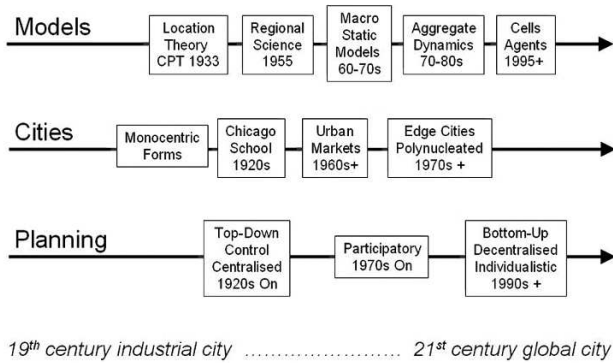 Models
Location
Theory
CPT 1933
Regional
Science
1955
Macro
Static
Models
60-70s
Aggregate
Dynamics
70-80s
Cells
Agents
1995+
Cities
Monocentric
Forms
Chicago
School
1920s
Urban
Markets
1960s+
Edge Cities
Polynucleated
1970s +
Planning
Top-Down
Control
Centralised
1920s On
Participatory
1970s On
Bottom-Up
Decentralised
Individualistic
1990s +
19th century industrial city ........................ 21st century global city